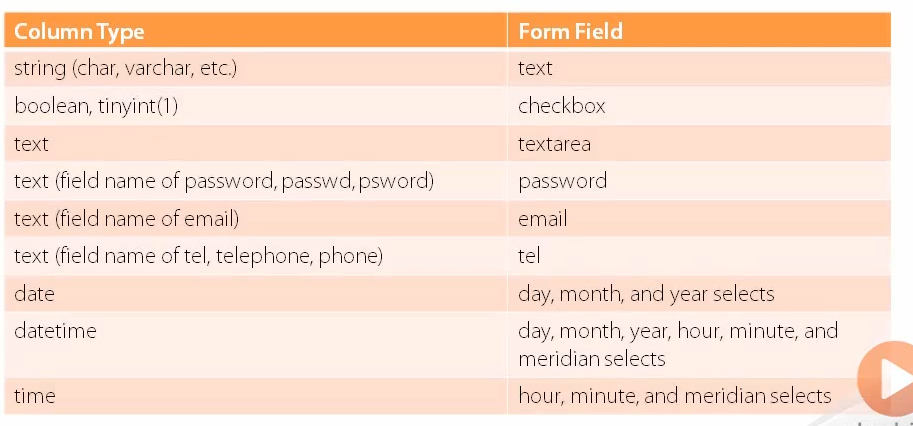 Column Type
Form Field
string (char, varchar, etc.)
text
boolean, tinyint(1)
checkbox
text
textarea
text (field name of password, passwd, psword)
password
text (field name of email)
email
text (field name of tel, telephone, phone)
tel
date
day, month, and year selects
datetime
day, month, year, hour, minute, and
meridian selects
time
hour, minute, and meridian selects